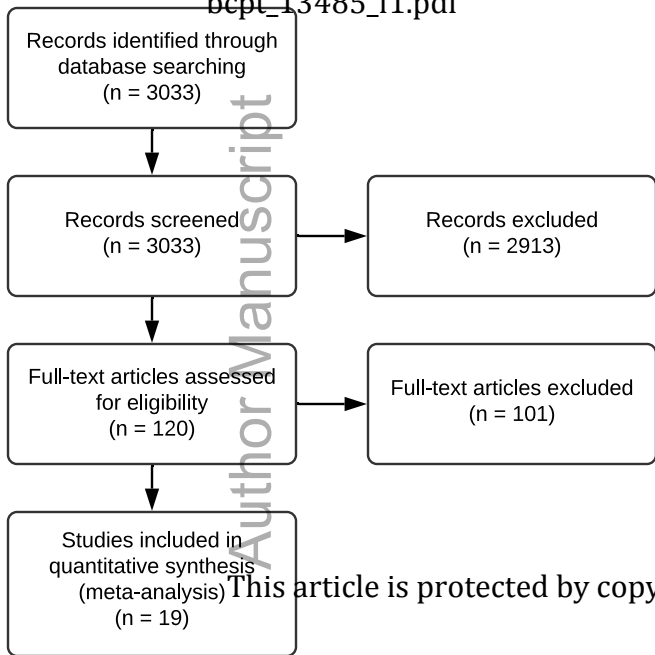 bcpt_13485_f1.pdf
Records identified through
database searching
(n = 3033)
Records screened
(n = 3033)
Records excluded
(n = 2913)
Full-text articles assessed
for eligibility
(n = 120)
Full-text articles excluded
(n = 101)
Studies included in
quantitative synthesis
(meta-analysis)
(n = 19)
Author Manuscript
This article is protected by copy